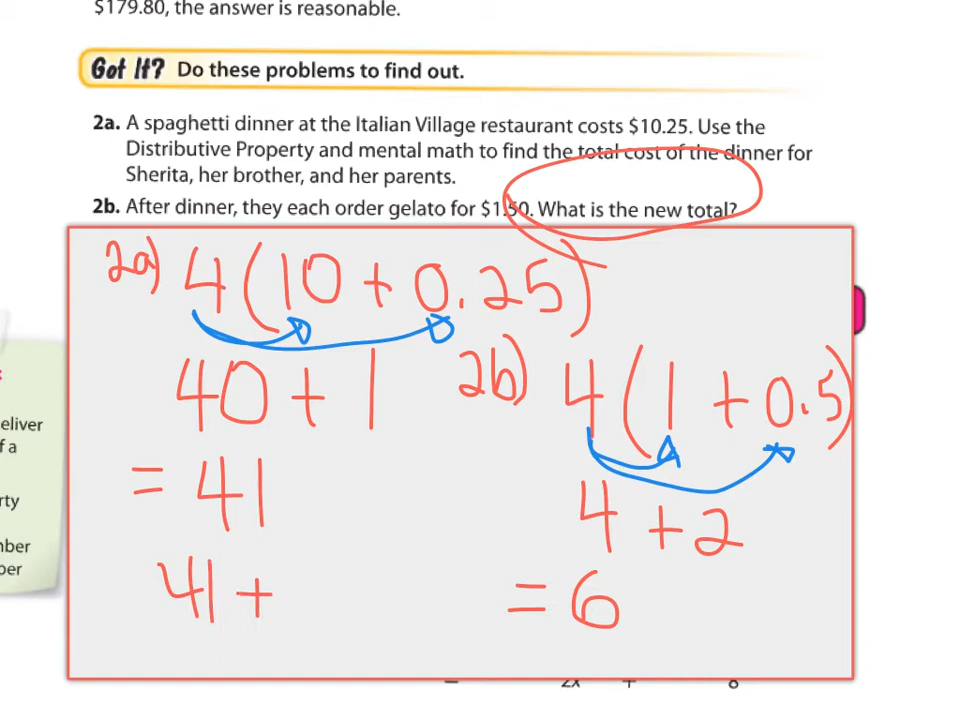 $179.80, the answer is reasonable.
Got It? Do these problems to find out.
2a. A spaghetti dinner at the Italian Village restaurant costs $10.25. Use the
Distributive Property and mental math to find the total cost of the dinner for
Sherita, her brother, and her parents.
2b. After dinner, they each order gelato for $1.50. What is the new total?
2a) 4(10 + 0.25)
40 + 1
= 41
41 +
2b) 4(1 + 0.5)
4 + 2
= 6
eliver
f a
rty